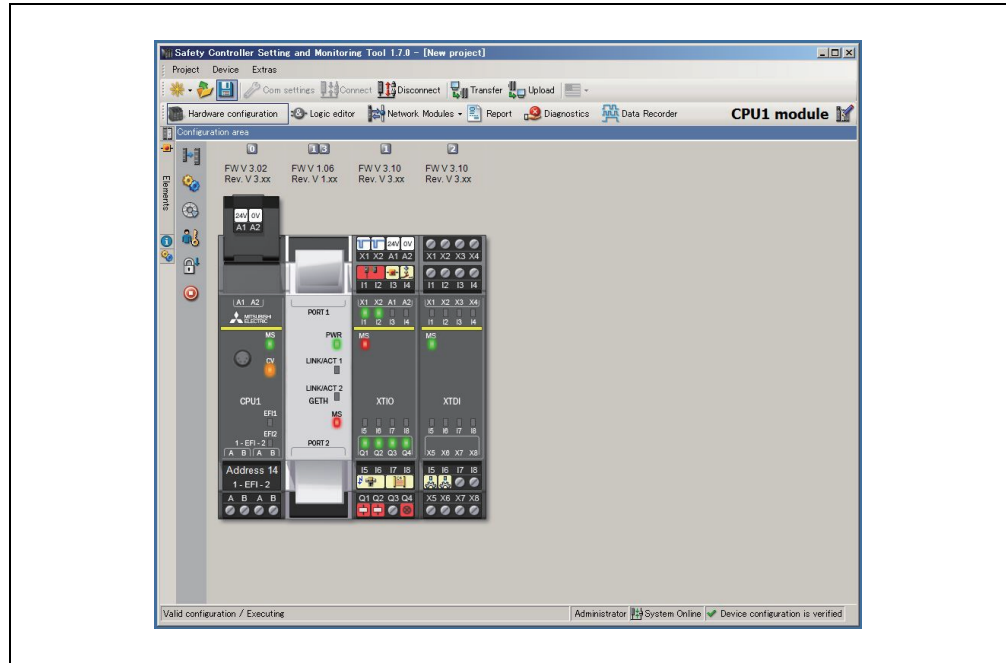 Safety Controller Setting and Monitoring Tool 1.7.0 - [New project]
Project Device Extras
Com settings Connect Disconnect Transfer Upload
Hardware configuration Logic editor Network Modules Report Diagnostics Data Recorder CPU1 module
Configuration area
Elements
0 13 1 2
FW V 3.02 FW V 1.06 FW V 3.10 FW V 3.10
Rev. V 3.xx Rev. V 1.xx Rev. V 3.xx Rev. V 3.xx
24V 0V
A1 A2
24V 0V
X1 X2 A1 A2 X1 X2 X3 X4
I1 I2 I3 I4 I1 I2 I3 I4
A1 A2 PORT 1 X1 X2 A1 A2 X1 X2 X3 X4
MITSUBISHI ELECTRIC I1 I2 I3 I4 I1 I2 I3 I4
MS PWR MS MS
CV LINK/ACT 1
LINK/ACT 2
CPU1 GETH XTIO XTDI
EFI1 MS
EFI2 I5 I6 I7 I8 I5 I6 I7 I8
1 - EFI - 2 PORT 2
A B A B Q1 Q2 Q3 Q4 X5 X6 X7 X8
Address 14 I5 I6 I7 I8 I5 I6 I7 I8
1 - EFI - 2
A B A B Q1 Q2 Q3 Q4 X5 X6 X7 X8
Valid configuration / Executing Administrator System Online Device configuration is verified